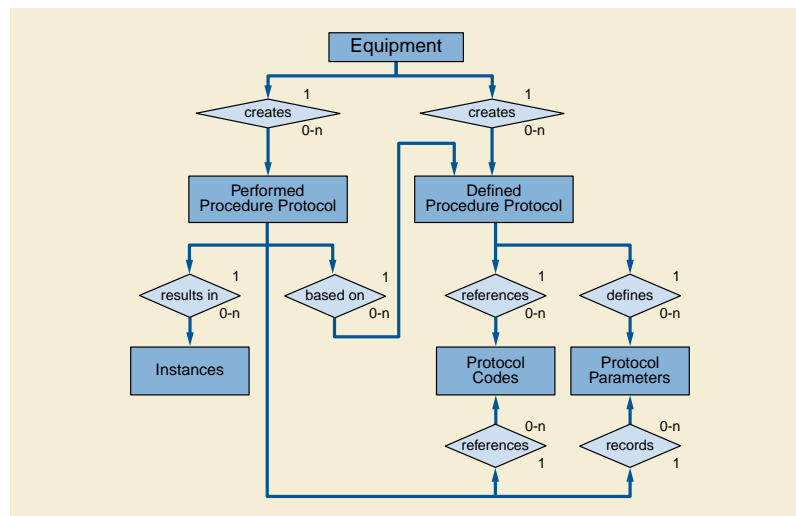 Equipment
1
1
creates
creates
0-n
0-n
Performed
Procedure Protocol
Defined
Procedure Protocol
1
1
1
1
results in
based on
references
defines
0-n
0-n
0-n
0-n
Instances
Protocol
Codes
Protocol
Parameters
0-n
0-n
references
records
1
1